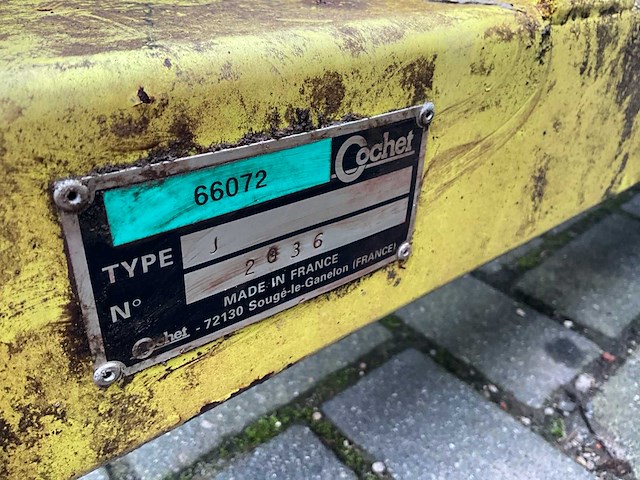 66072
Cochet
TYPE J
N° 2036
MADE IN FRANCE
Cochet - 72130 Sougé-le-Ganelon (FRANCE)